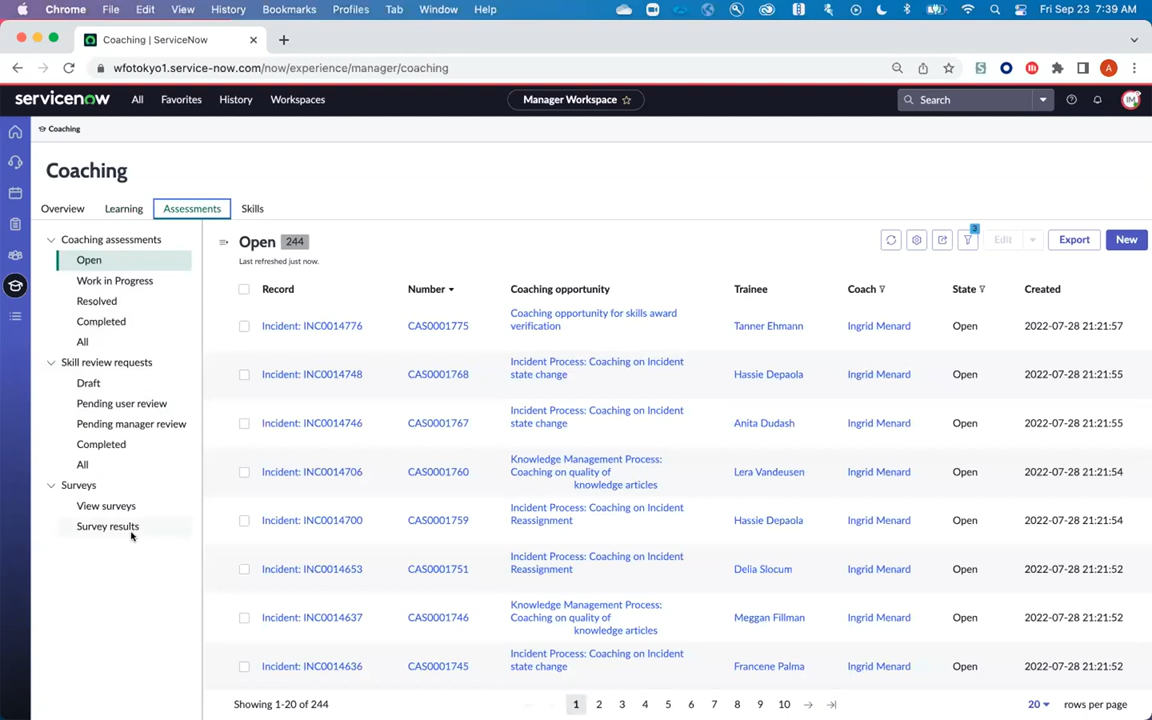 Chrome File Edit View History Bookmarks Profiles Tab Window Help Fri Sep 23 7:39 AM
Coaching | ServiceNow
wfotokyo1.service-now.com/now/experience/manager/coaching A
servicenow All Favorites History Workspaces Manager Workspace Search IM
Coaching
Coaching
Overview Learning Assessments Skills
Coaching assessments
Open
Work in Progress
Resolved
Completed
All
Skill review requests
Draft
Pending user review
Pending manager review
Completed
All
Surveys
View surveys
Survey results
Open 244
Last refreshed just now.
3
Edit Export New
Record Number Coaching opportunity Trainee Coach State Created
Incident: INC0014776 CAS0001775 Coaching opportunity for skills award
verification Tanner Ehmann Ingrid Menard Open 2022-07-28 21:21:57
Incident: INC0014748 CAS0001768 Incident Process: Coaching on Incident
state change Hassie Depaola Ingrid Menard Open 2022-07-28 21:21:55
Incident: INC0014746 CAS0001767 Incident Process: Coaching on Incident
state change Anita Dudash Ingrid Menard Open 2022-07-28 21:21:55
Incident: INC0014706 CAS0001760 Knowledge Management Process:
Coaching on quality of
knowledge articles Lera Vandeusen Ingrid Menard Open 2022-07-28 21:21:54
Incident: INC0014700 CAS0001759 Incident Process: Coaching on Incident
Reassignment Hassie Depaola Ingrid Menard Open 2022-07-28 21:21:54
Incident: INC0014653 CAS0001751 Incident Process: Coaching on Incident
Reassignment Delia Slocum Ingrid Menard Open 2022-07-28 21:21:52
Incident: INC0014637 CAS0001746 Knowledge Management Process:
Coaching on quality of
knowledge articles Meggan Fillman Ingrid Menard Open 2022-07-28 21:21:52
Incident: INC0014636 CAS0001745 Incident Process: Coaching on Incident
state change Francene Palma Ingrid Menard Open 2022-07-28 21:21:52
Showing 1-20 of 244 1 2 3 4 5 6 7 8 9 10 20 rows per page